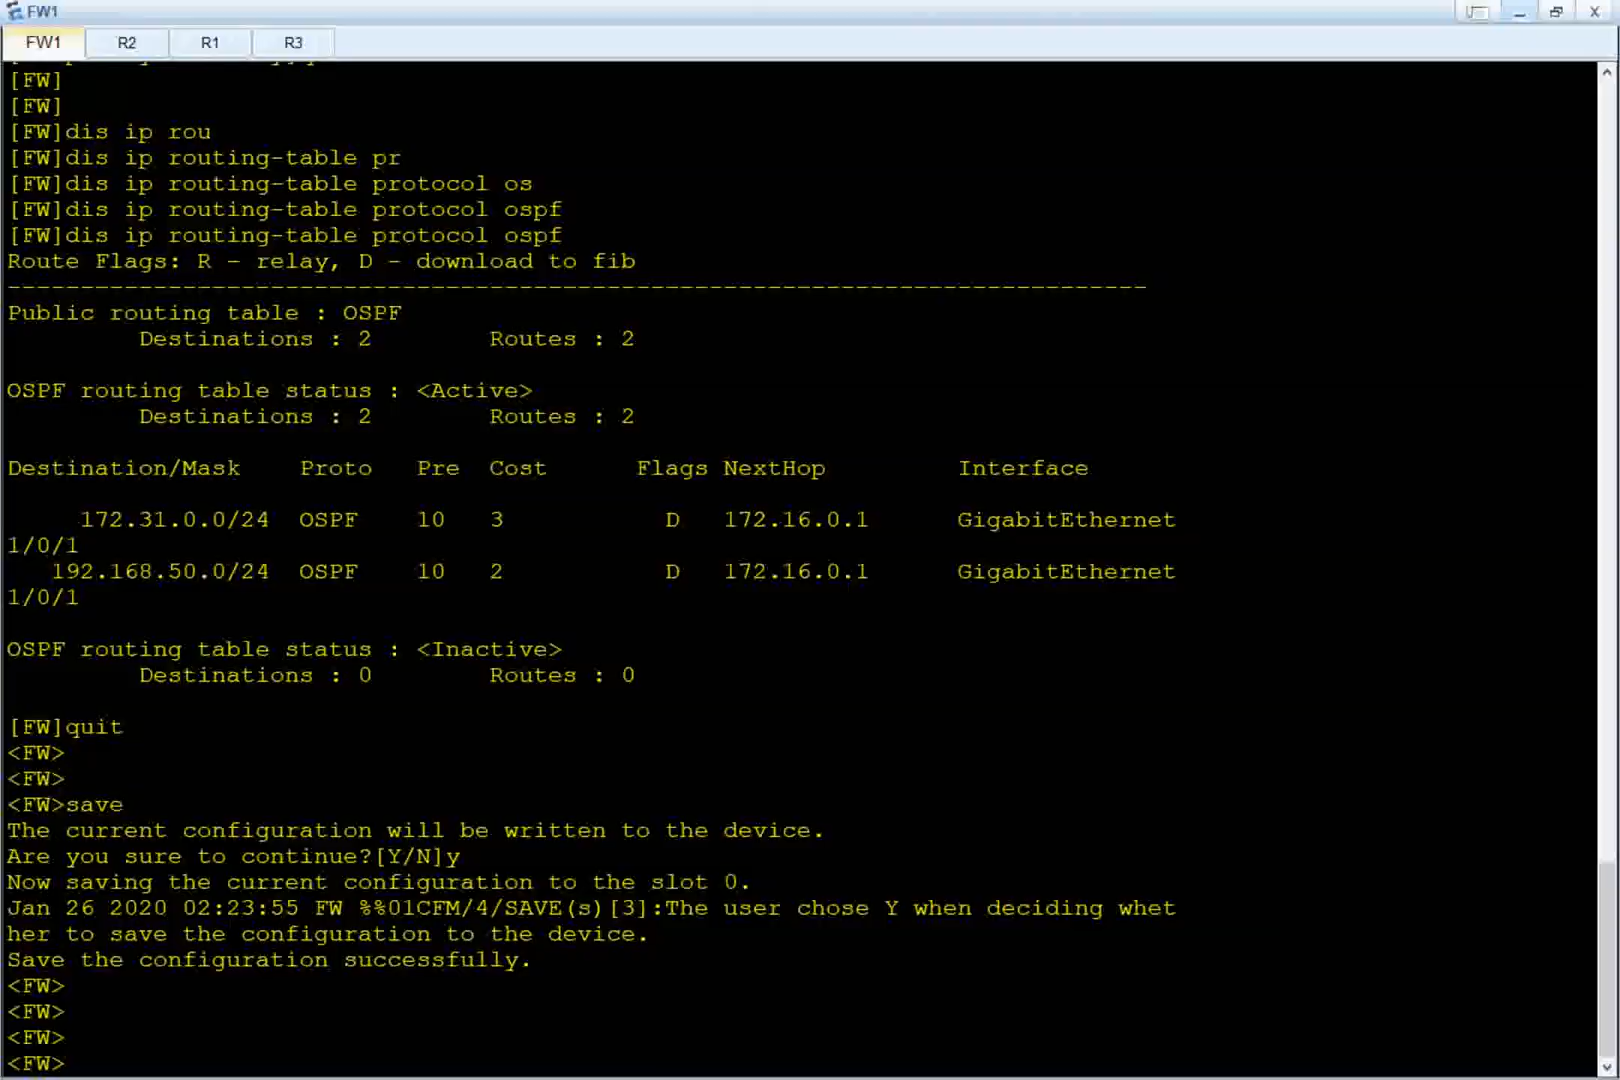 FW1
FW1 R2 R1 R3
[FW]
[FW]
[FW]dis ip rou
[FW]dis ip routing-table pr
[FW]dis ip routing-table protocol os
[FW]dis ip routing-table protocol ospf
[FW]dis ip routing-table protocol ospf
Route Flags: R - relay, D - download to fib
------------------------------------------------------------------------------
Public routing table : OSPF
Destinations : 2 Routes : 2
OSPF routing table status : <Active>
Destinations : 2 Routes : 2
Destination/Mask Proto Pre Cost Flags NextHop Interface
172.31.0.0/24 OSPF 10 3 D 172.16.0.1 GigabitEthernet
1/0/1
192.168.50.0/24 OSPF 10 2 D 172.16.0.1 GigabitEthernet
1/0/1
OSPF routing table status : <Inactive>
Destinations : 0 Routes : 0
[FW]quit
<FW>
<FW>
<FW>save
The current configuration will be written to the device.
Are you sure to continue?[Y/N]y
Now saving the current configuration to the slot 0.
Jan 26 2020 02:23:55 FW %%01CFM/4/SAVE(s)[3]:The user chose Y when deciding whet
her to save the configuration to the device.
Save the configuration successfully.
<FW>
<FW>
<FW>
<FW>